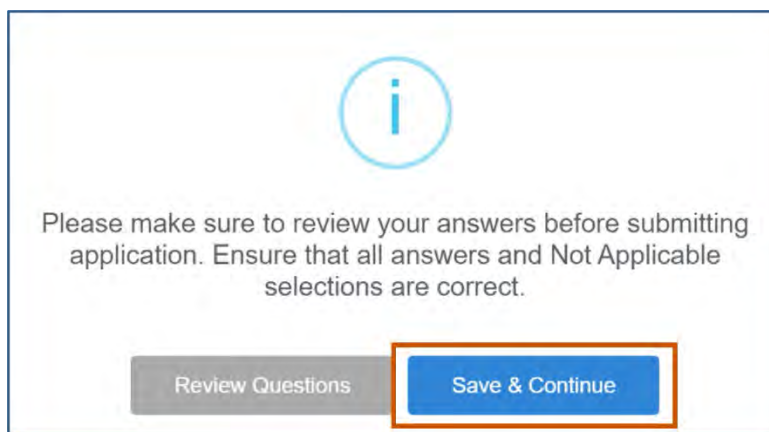 i
Please make sure to review your answers before submitting
application. Ensure that all answers and Not Applicable
selections are correct.
Review Questions
Save & Continue